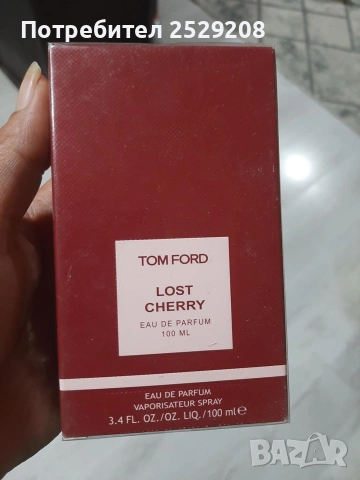 Потребител 2529208
TOM FORD
LOST
CHERRY
EAU DE PARFUM
100 ML
EAU DE PARFUM
VAPORISATEUR SPRAY
3.4 FL. OZ./OZ. LIQ./100 ml e
BAZAR